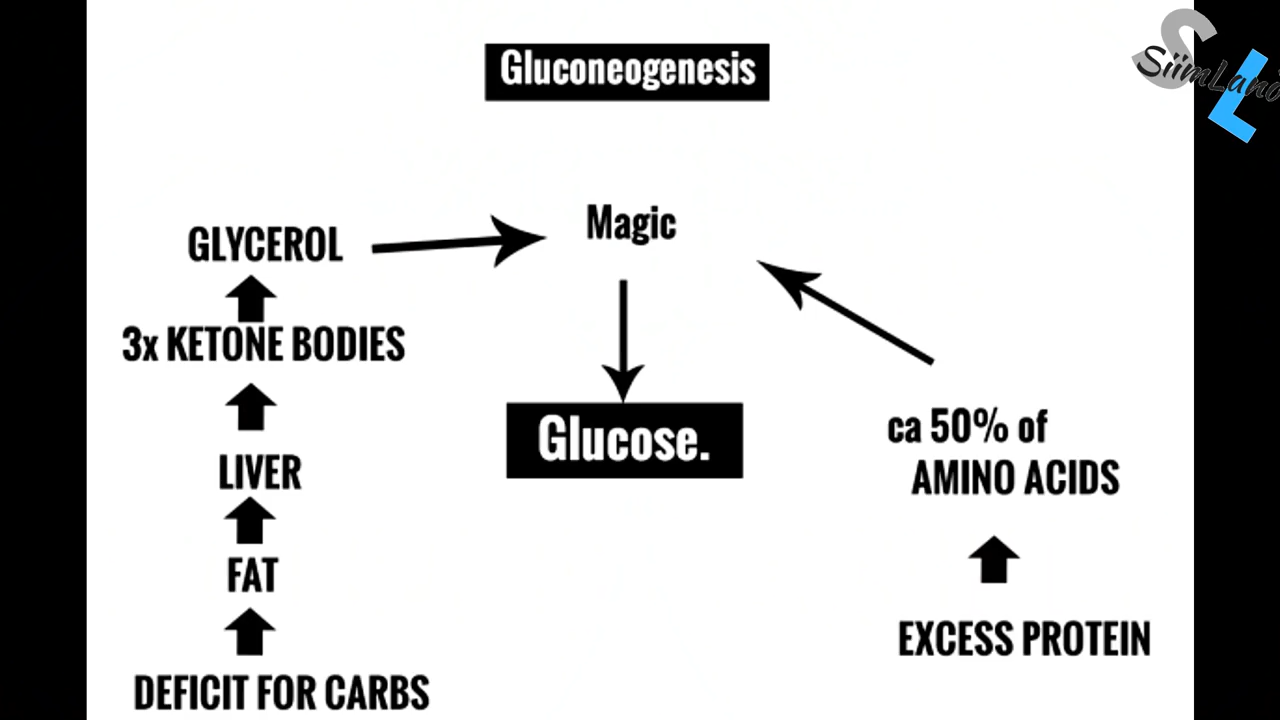 Gluconeogenesis
SiimLand
Magic
GLYCEROL
3x KETONE BODIES
LIVER
FAT
DEFICIT FOR CARBS
Glucose.
ca 50% of
AMINO ACIDS
EXCESS PROTEIN